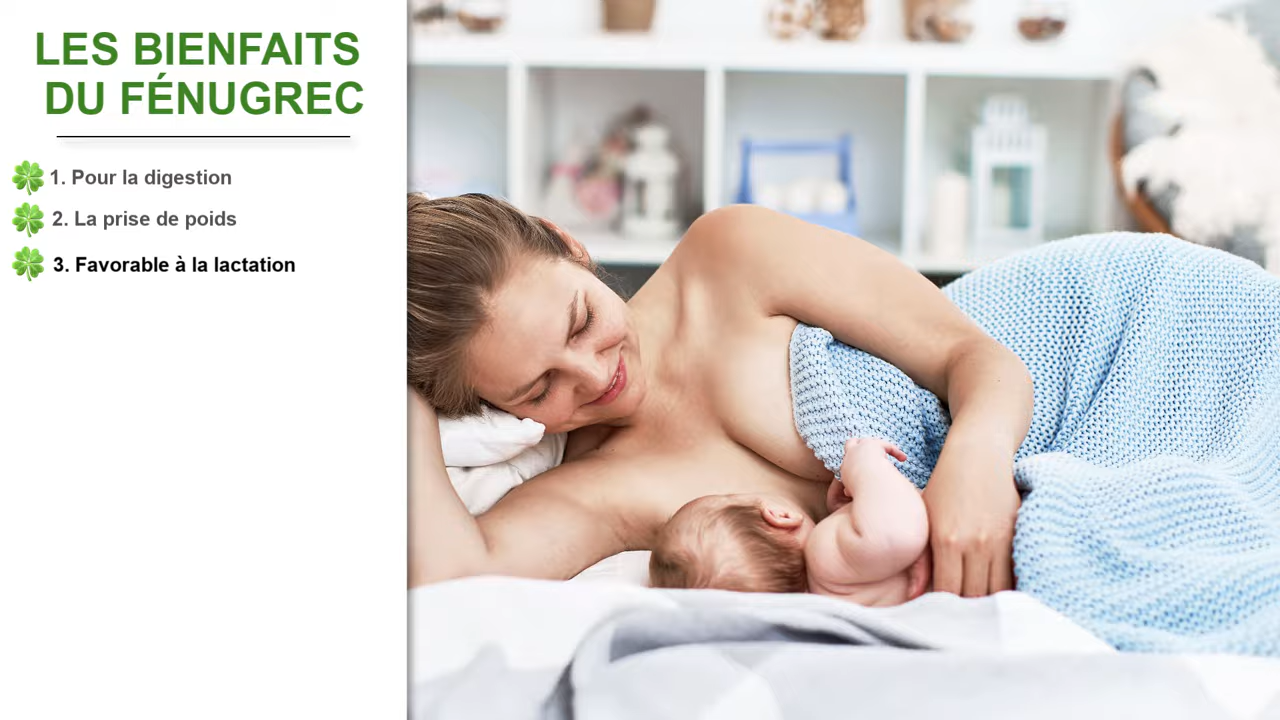 LES BIENFAITS
DU FÉNUGREC
1. Pour la digestion
2. La prise de poids
3. Favorable à la lactation